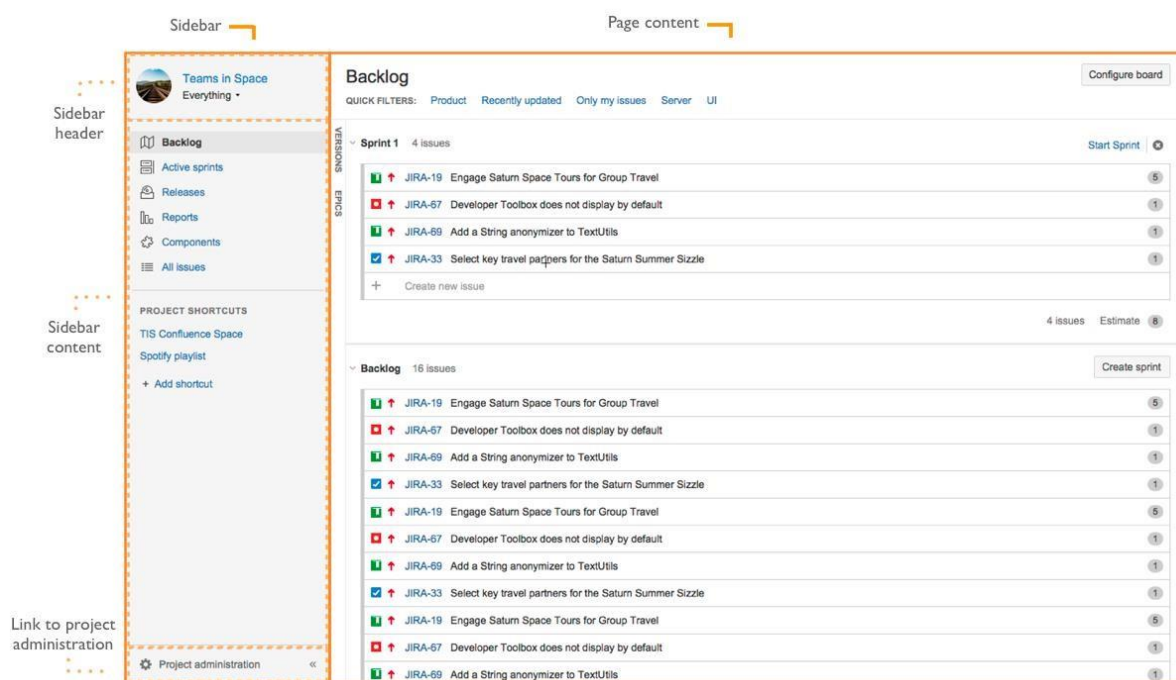 Sidebar
Page content
Sidebar
header
Sidebar
content
Link to project
administration
Teams in Space
Everything
Backlog
Active sprints
Releases
Reports
Components
All issues
PROJECT SHORTCUTS
TIS Confluence Space
Spotify playlist
+ Add shortcut
Project administration «
Backlog
Configure board
QUICK FILTERS: Product Recently updated Only my issues Server UI
VERSIONS
EPICS
Sprint 1 4 issues Start Sprint
JIRA-19 Engage Saturn Space Tours for Group Travel 5
JIRA-67 Developer Toolbox does not display by default 1
JIRA-69 Add a String anonymizer to TextUtils 1
JIRA-33 Select key travel partners for the Saturn Summer Sizzle 1
+ Create new issue
4 issues Estimate 8
Backlog 16 issues Create sprint
JIRA-19 Engage Saturn Space Tours for Group Travel 5
JIRA-67 Developer Toolbox does not display by default 1
JIRA-69 Add a String anonymizer to TextUtils 1
JIRA-33 Select key travel partners for the Saturn Summer Sizzle 1
JIRA-19 Engage Saturn Space Tours for Group Travel 5
JIRA-67 Developer Toolbox does not display by default 1
JIRA-69 Add a String anonymizer to TextUtils 1
JIRA-33 Select key travel partners for the Saturn Summer Sizzle 1
JIRA-19 Engage Saturn Space Tours for Group Travel 5
JIRA-67 Developer Toolbox does not display by default 1
JIRA-69 Add a String anonymizer to TextUtils 1